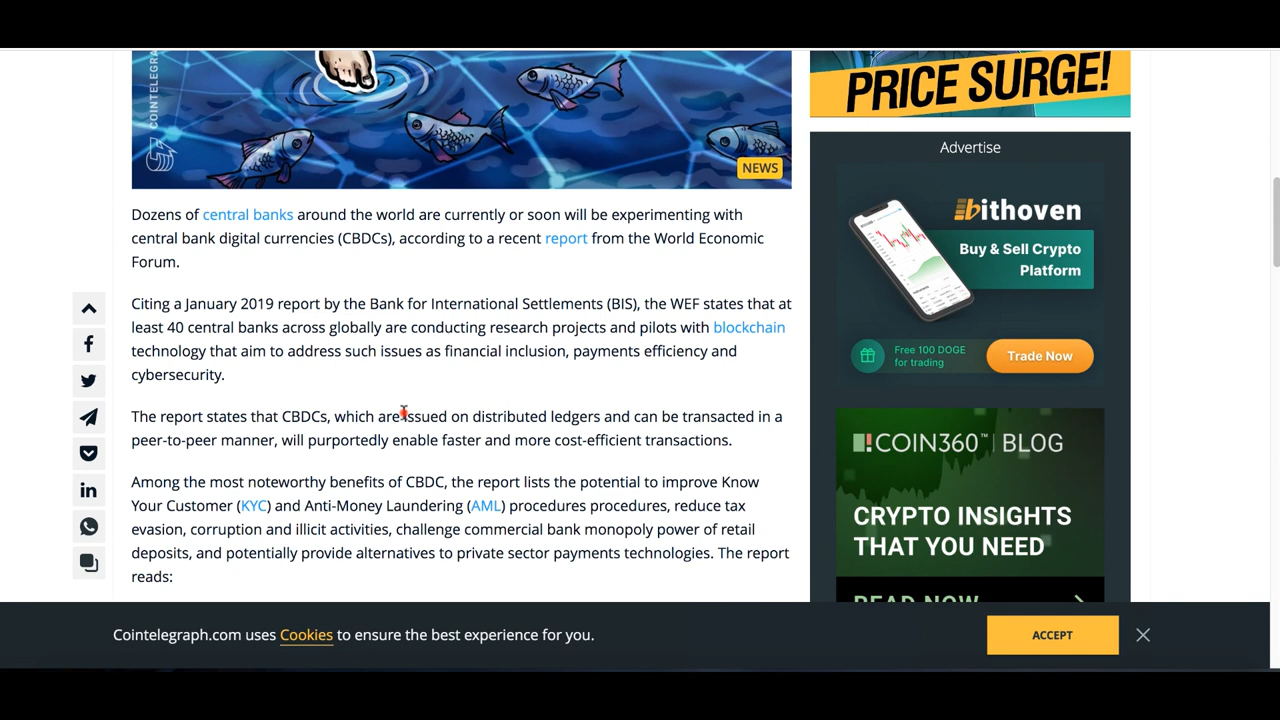 COINTELEGRA
NEWS
Dozens of central banks around the world are currently or soon will be experimenting with
central bank digital currencies (CBDCs), according to a recent report from the World Economic
Forum.
Citing a January 2019 report by the Bank for International Settlements (BIS), the WEF states that at
least 40 central banks across globally are conducting research projects and pilots with blockchain
technology that aim to address such issues as financial inclusion, payments efficiency and
cybersecurity.
The report states that CBDCs, which are issued on distributed ledgers and can be transacted in a
peer-to-peer manner, will purportedly enable faster and more cost-efficient transactions.
Among the most noteworthy benefits of CBDC, the report lists the potential to improve Know
Your Customer (KYC) and Anti-Money Laundering (AML) procedures procedures, reduce tax
evasion, corruption and illicit activities, challenge commercial bank monopoly power of retail
deposits, and potentially provide alternatives to private sector payments technologies. The report
reads:
PRICE SURGE!
Advertise
bithoven
Buy & Sell Crypto
Platform
Free 100 DOGE
for trading
Trade Now
COIN360™ | BLOG
CRYPTO INSIGHTS
THAT YOU NEED
READ NOW
Cointelegraph.com uses Cookies to ensure the best experience for you.
ACCEPT